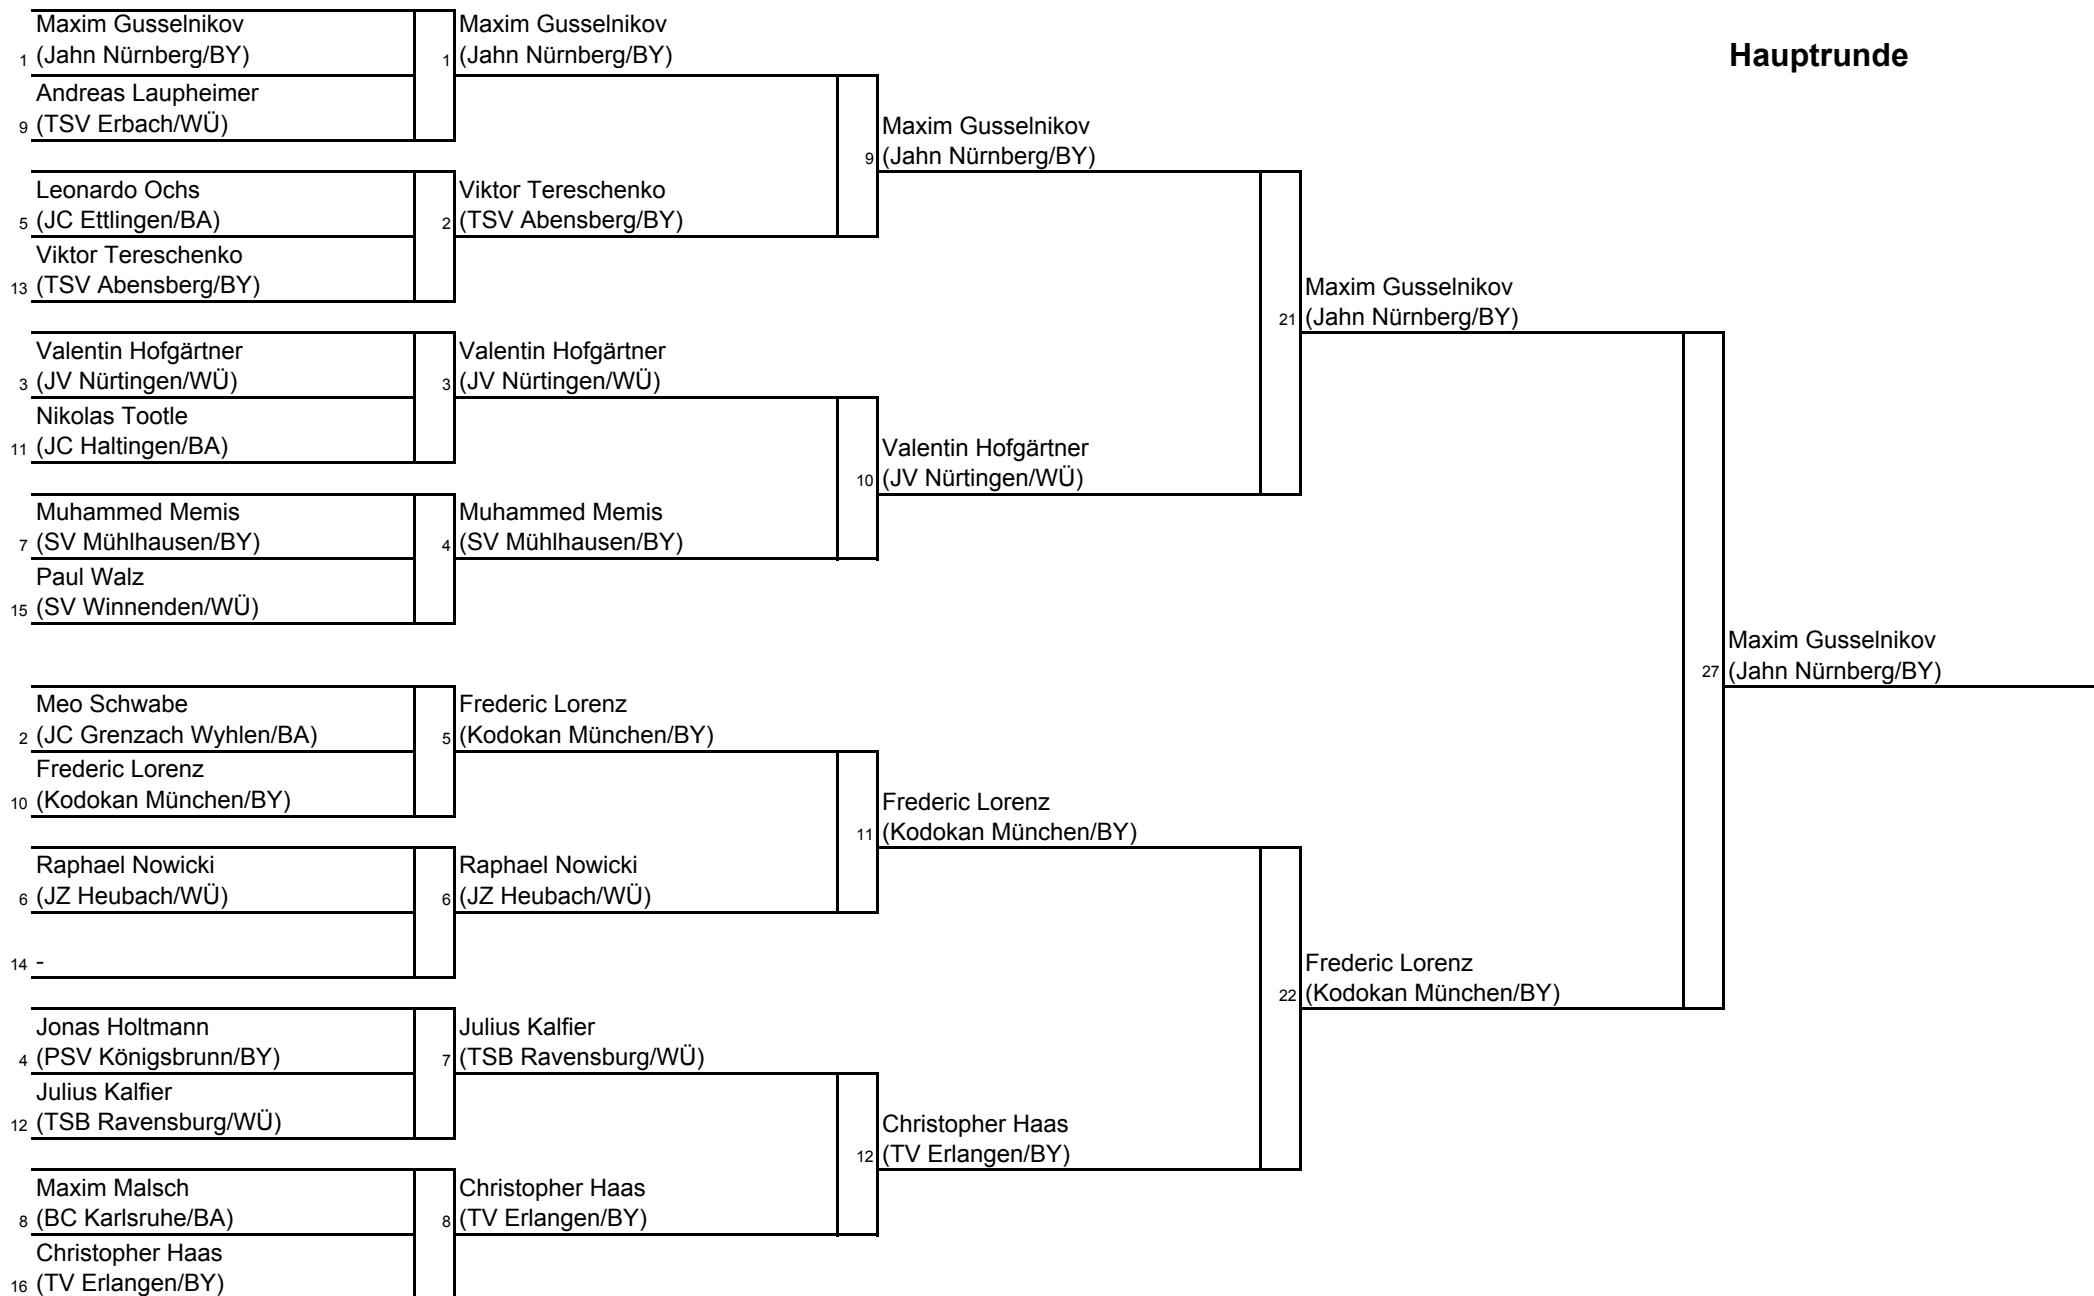 Hauptrunde
Maxim Gusselnikov
1 (Jahn Nürnberg/BY)
Andreas Laupheimer
9 (TSV Erbach/WÜ)
Leonardo Ochs
5 (JC Ettlingen/BA)
Viktor Tereschenko
13 (TSV Abensberg/BY)
Valentin Hofgärtner
3 (JV Nürtingen/WÜ)
Nikolas Tootle
11 (JC Haltingen/BA)
Muhammed Memis
7 (SV Mühlhausen/BY)
Paul Walz
15 (SV Winnenden/WÜ)
Meo Schwabe
2 (JC Grenzach Wyhlen/BA)
Frederic Lorenz
10 (Kodokan München/BY)
Raphael Nowicki
6 (JZ Heubach/WÜ)
14 -
Jonas Holtmann
4 (PSV Königsbrunn/BY)
Julius Kalfier
12 (TSB Ravensburg/WÜ)
Maxim Malsch
8 (BC Karlsruhe/BA)
Christopher Haas
16 (TV Erlangen/BY)
Maxim Gusselnikov
1 (Jahn Nürnberg/BY)
Viktor Tereschenko
2 (TSV Abensberg/BY)
Valentin Hofgärtner
3 (JV Nürtingen/WÜ)
Muhammed Memis
4 (SV Mühlhausen/BY)
Frederic Lorenz
5 (Kodokan München/BY)
Raphael Nowicki
6 (JZ Heubach/WÜ)
Julius Kalfier
7 (TSB Ravensburg/WÜ)
Christopher Haas
8 (TV Erlangen/BY)
Maxim Gusselnikov
9 (Jahn Nürnberg/BY)
Valentin Hofgärtner
10 (JV Nürtingen/WÜ)
Frederic Lorenz
11 (Kodokan München/BY)
Christopher Haas
12 (TV Erlangen/BY)
Maxim Gusselnikov
21 (Jahn Nürnberg/BY)
Frederic Lorenz
22 (Kodokan München/BY)
Maxim Gusselnikov
27 (Jahn Nürnberg/BY)